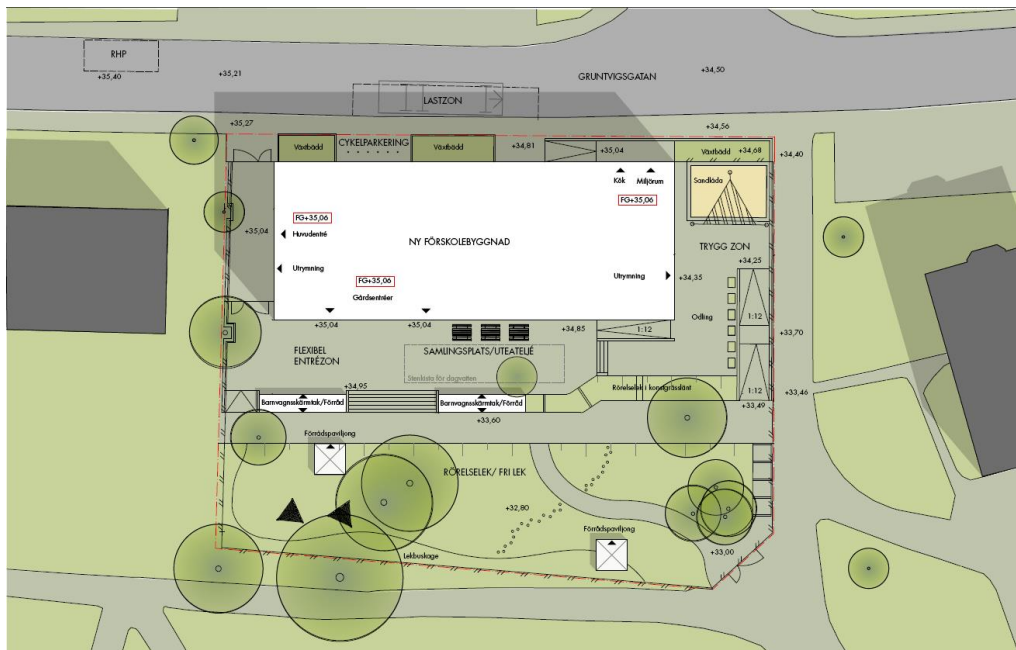 RHP
+35,40
+35,21
GRUNTVIGSGATAN
+34,50
LASTZON
+35,27
+34,56
Växtbädd
CYKELPARKERING
Växtbädd
+34,81
+35,04
Växtbädd
+34,68
+34,40
Kök
Miljörum
Sandlåda
FG+35,06
FG+35,06
+35,04
Huvudentré
NY FÖRSKOLEBYGGNAD
TRYGG ZON
+34,25
Utrymning
Utrymning
+34,35
FG+35,06
Gårdsentréer
+35,04
+35,04
+34,85
1:12
Odling
1:12
+33,70
FLEXIBEL
ENTRÉZON
SAMLINGSPLATS/UTEATELJÉ
Stenkista för dagvatten
+34,95
Rörelselek i konstgrässlänt
1:12
+33,46
Barnvagnsskärmtak/Förråd
Barnvagnsskärmtak/Förråd
+33,49
+33,60
Förrådspaviljong
RÖRELSELEK/ FRI LEK
+32,80
Förrådspaviljong
Lekbuskage
+33,00